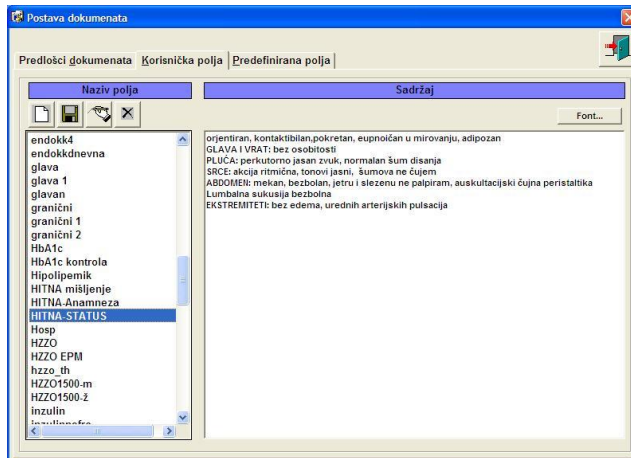 Postava dokumenata
Predlošci dokumenata Korisnička polja Predefinirana polja
Naziv polja
Sadržaj
Font...
endokk4
endokkdnevna
glava
glava 1
glavan
granični
granični 1
granični 2
HbA1c
HbA1c kontrola
Hipolipemik
HITNA mišljenje
HITNA-Anamneza
HITNA-STATUS
Hosp
HZZO
HZZO EPM
hzzo_th
HZZO1500-m
HZZO1500-ž
inzulin
orjentiran, kontaktibilan,pokretan, eupnoičan u mirovanju, adipozan
GLAVA I VRAT: bez osobitosti
PLUĆA: perkutorno jasan zvuk, normalan šum disanja
SRCE: akcija ritmična, tonovi jasni, šumova ne čujem
ABDOMEN: mekan, bezbolan, jetru i slezenu ne palpiram, auskultacijski čujna peristaltika
Lumbalna sukusija bezbolna
EKSTREMITETI: bez edema, urednih arterijskih pulsacija